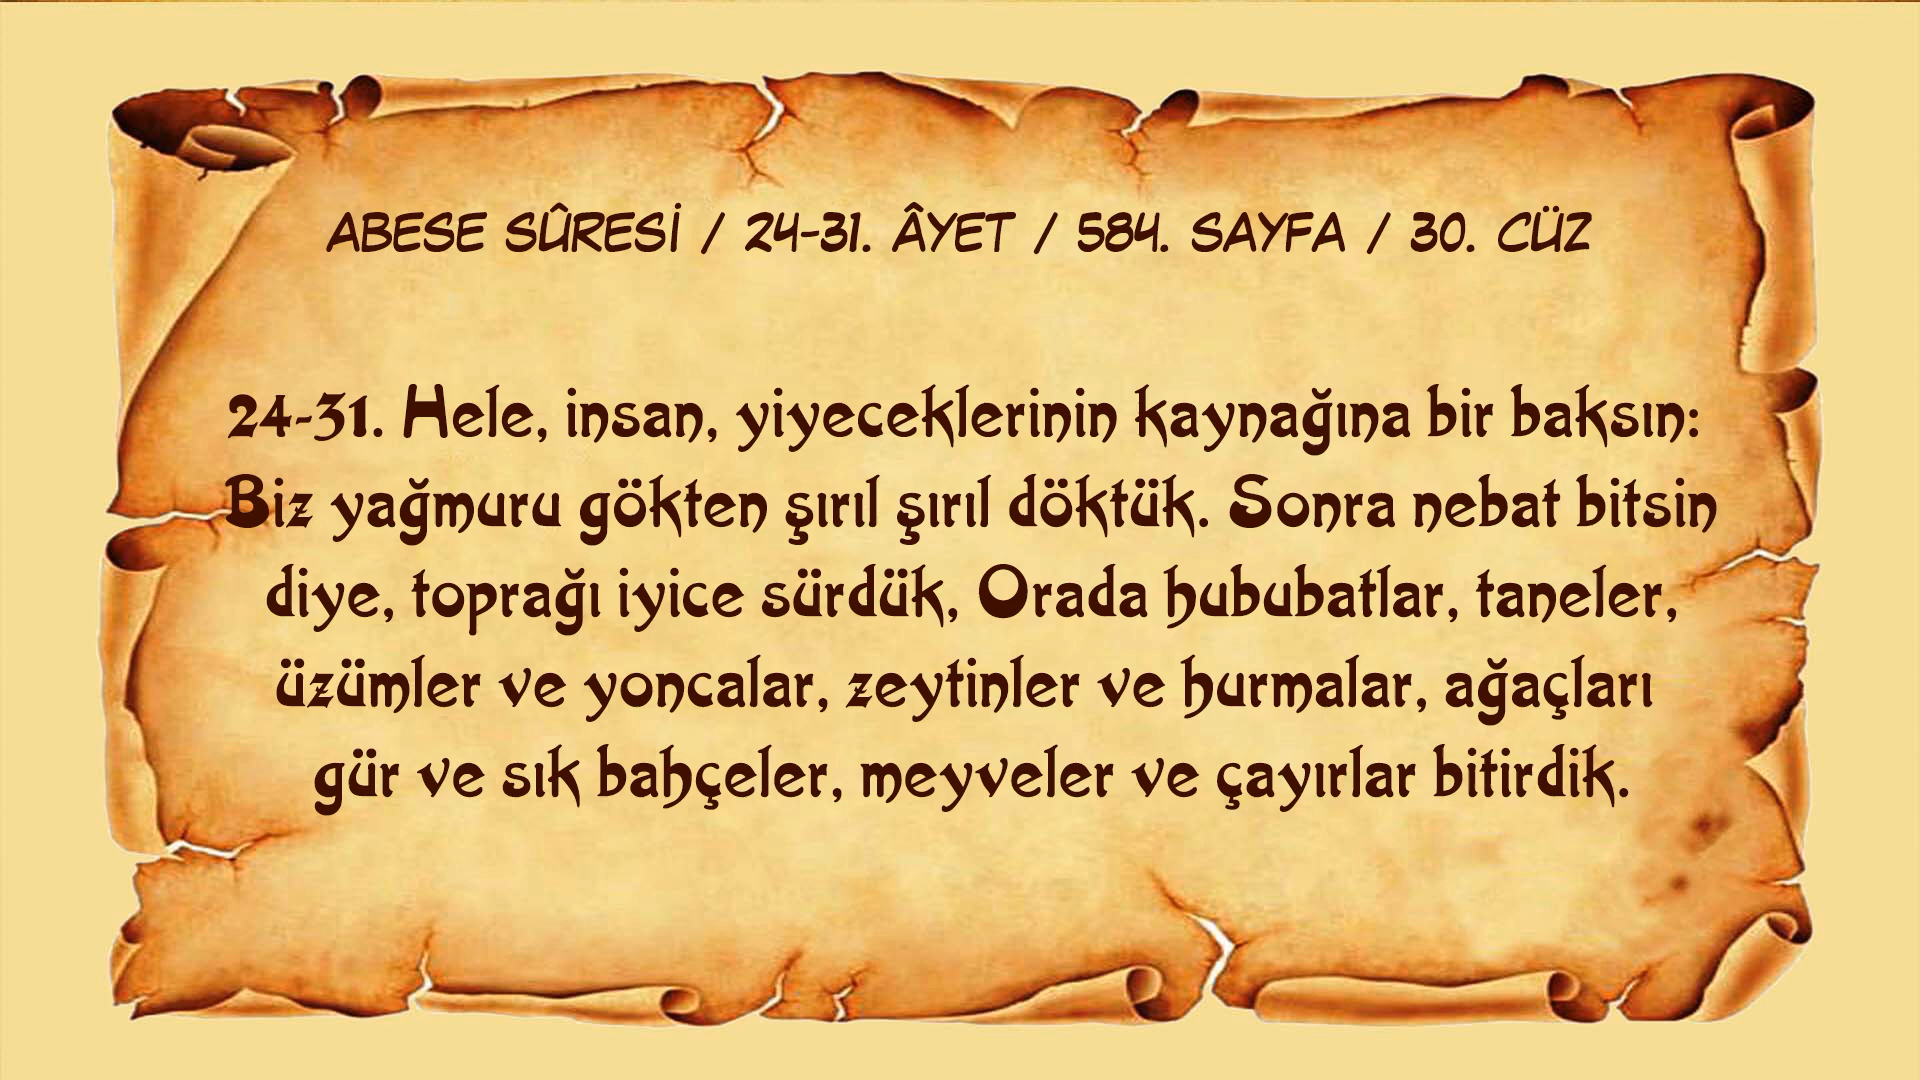 ABESE SÛRESİ / 24-31. ÂYET / 584. SAYFA / 30. CÜZ
24-31. Hele, insan, yiyeceklerinin kaynağına bir baksın:
Biz yağmuru gökten şırıl şırıl döktük. Sonra nebat bitsin
diye, toprağı iyice sürdük, Orada hububatlar, taneler,
üzümler ve yoncalar, zeytinler ve hurmalar, ağaçları
gür ve sık bahçeler, meyveler ve çayırlar bitirdik.